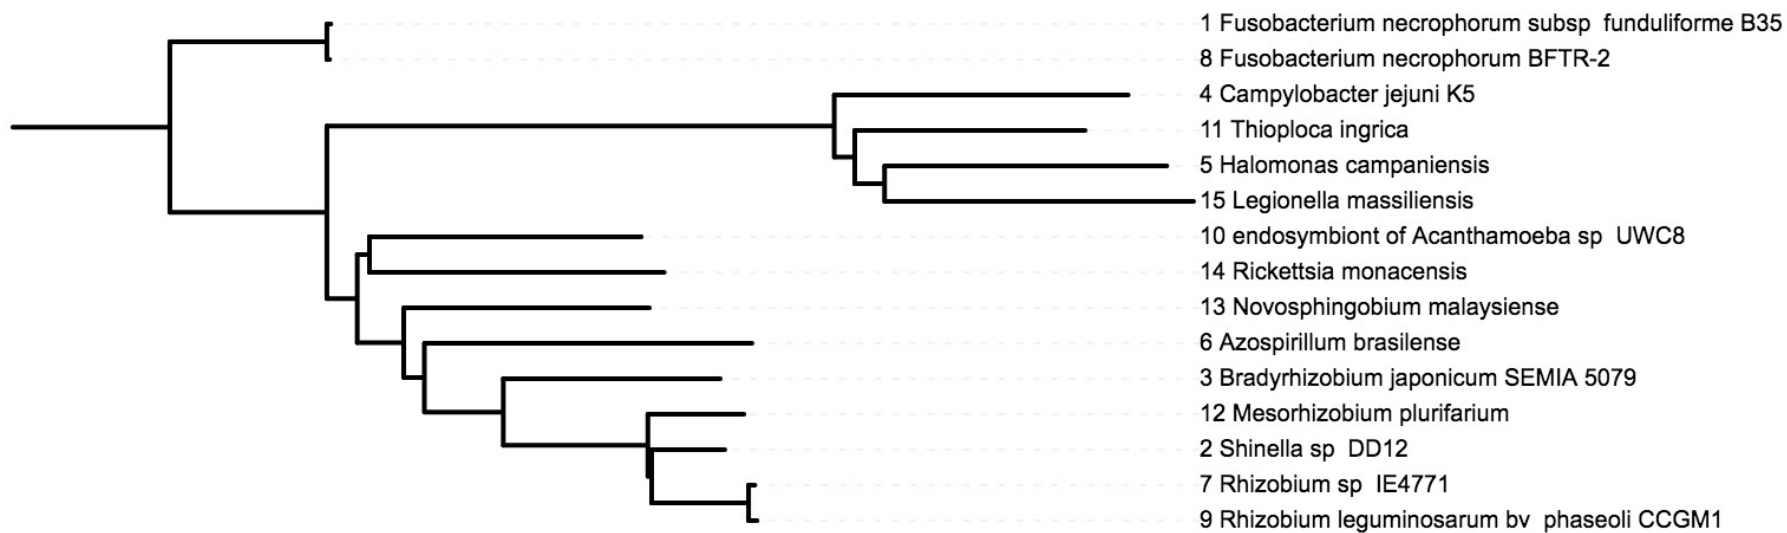 1 Fusobacterium necrophorum subsp funduliforme B35
8 Fusobacterium necrophorum BFTR-2
4 Campylobacter jejuni K5
11 Thioploca ingrica
5 Halomonas campaniensis
15 Legionella massiliensis
10 endosymbiont of Acanthamoeba sp UWC8
14 Rickettsia monacensis
13 Novosphingobium malaysiense
6 Azospirillum brasilense
3 Bradyrhizobium japonicum SEMIA 5079
12 Mesorhizobium plurifarium
2 Shinella sp DD12
7 Rhizobium sp IE4771
9 Rhizobium leguminosarum bv phaseoli CCGM1